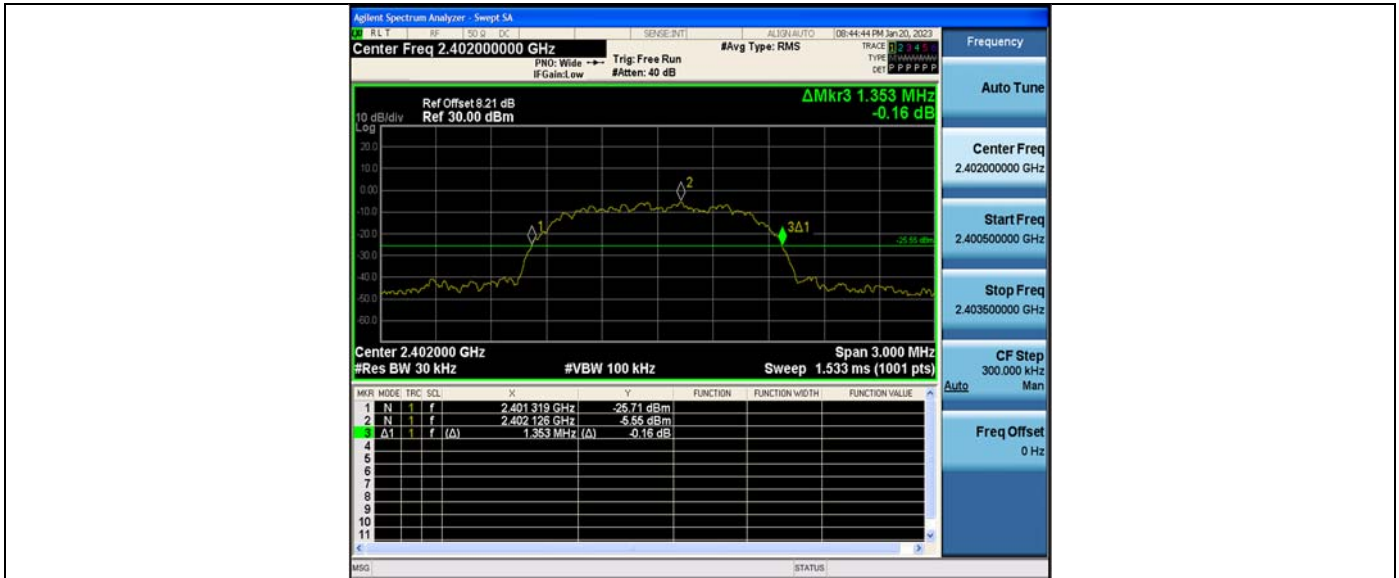 Agilent Spectrum Analyzer - Swept SA
RLT RF 50 Ω DC SENSE:INT ALIGN AUTO 08:44:44 PM Jan 20, 2023
Center Freq 2.402000000 GHz
#Avg Type: RMS
TRACE 1 2 3 4 5 6
PNO: Wide Trig: Free Run
TYPE
IFGain:Low #Atten: 40 dB
DET P P P P P P
ΔMkr3 1.353 MHz
-0.16 dB
Ref Offset 8.21 dB
10 dB/div Ref 30.00 dBm
Log
20.0
10.0
0.00
-10.0
-20.0
-30.0
-40.0
-50.0
-60.0
2
1
3Δ1
-25.55 dBm
Center 2.402000 GHz Span 3.000 MHz
#Res BW 30 kHz #VBW 100 kHz Sweep 1.533 ms (1001 pts)
MKR MODE TRC SCL X Y FUNCTION FUNCTION WIDTH FUNCTION VALUE
1 N 1 f 2.401 319 GHz -25.71 dBm
2 N 1 f 2.402 126 GHz -5.55 dBm
3 Δ1 1 f (Δ) 1.353 MHz (Δ) -0.16 dB
4
5
6
7
8
9
10
11
MSG STATUS
Frequency
Auto Tune
Center Freq
2.402000000 GHz
Start Freq
2.400500000 GHz
Stop Freq
2.403500000 GHz
CF Step
300.000 kHz
Auto Man
Freq Offset
0 Hz